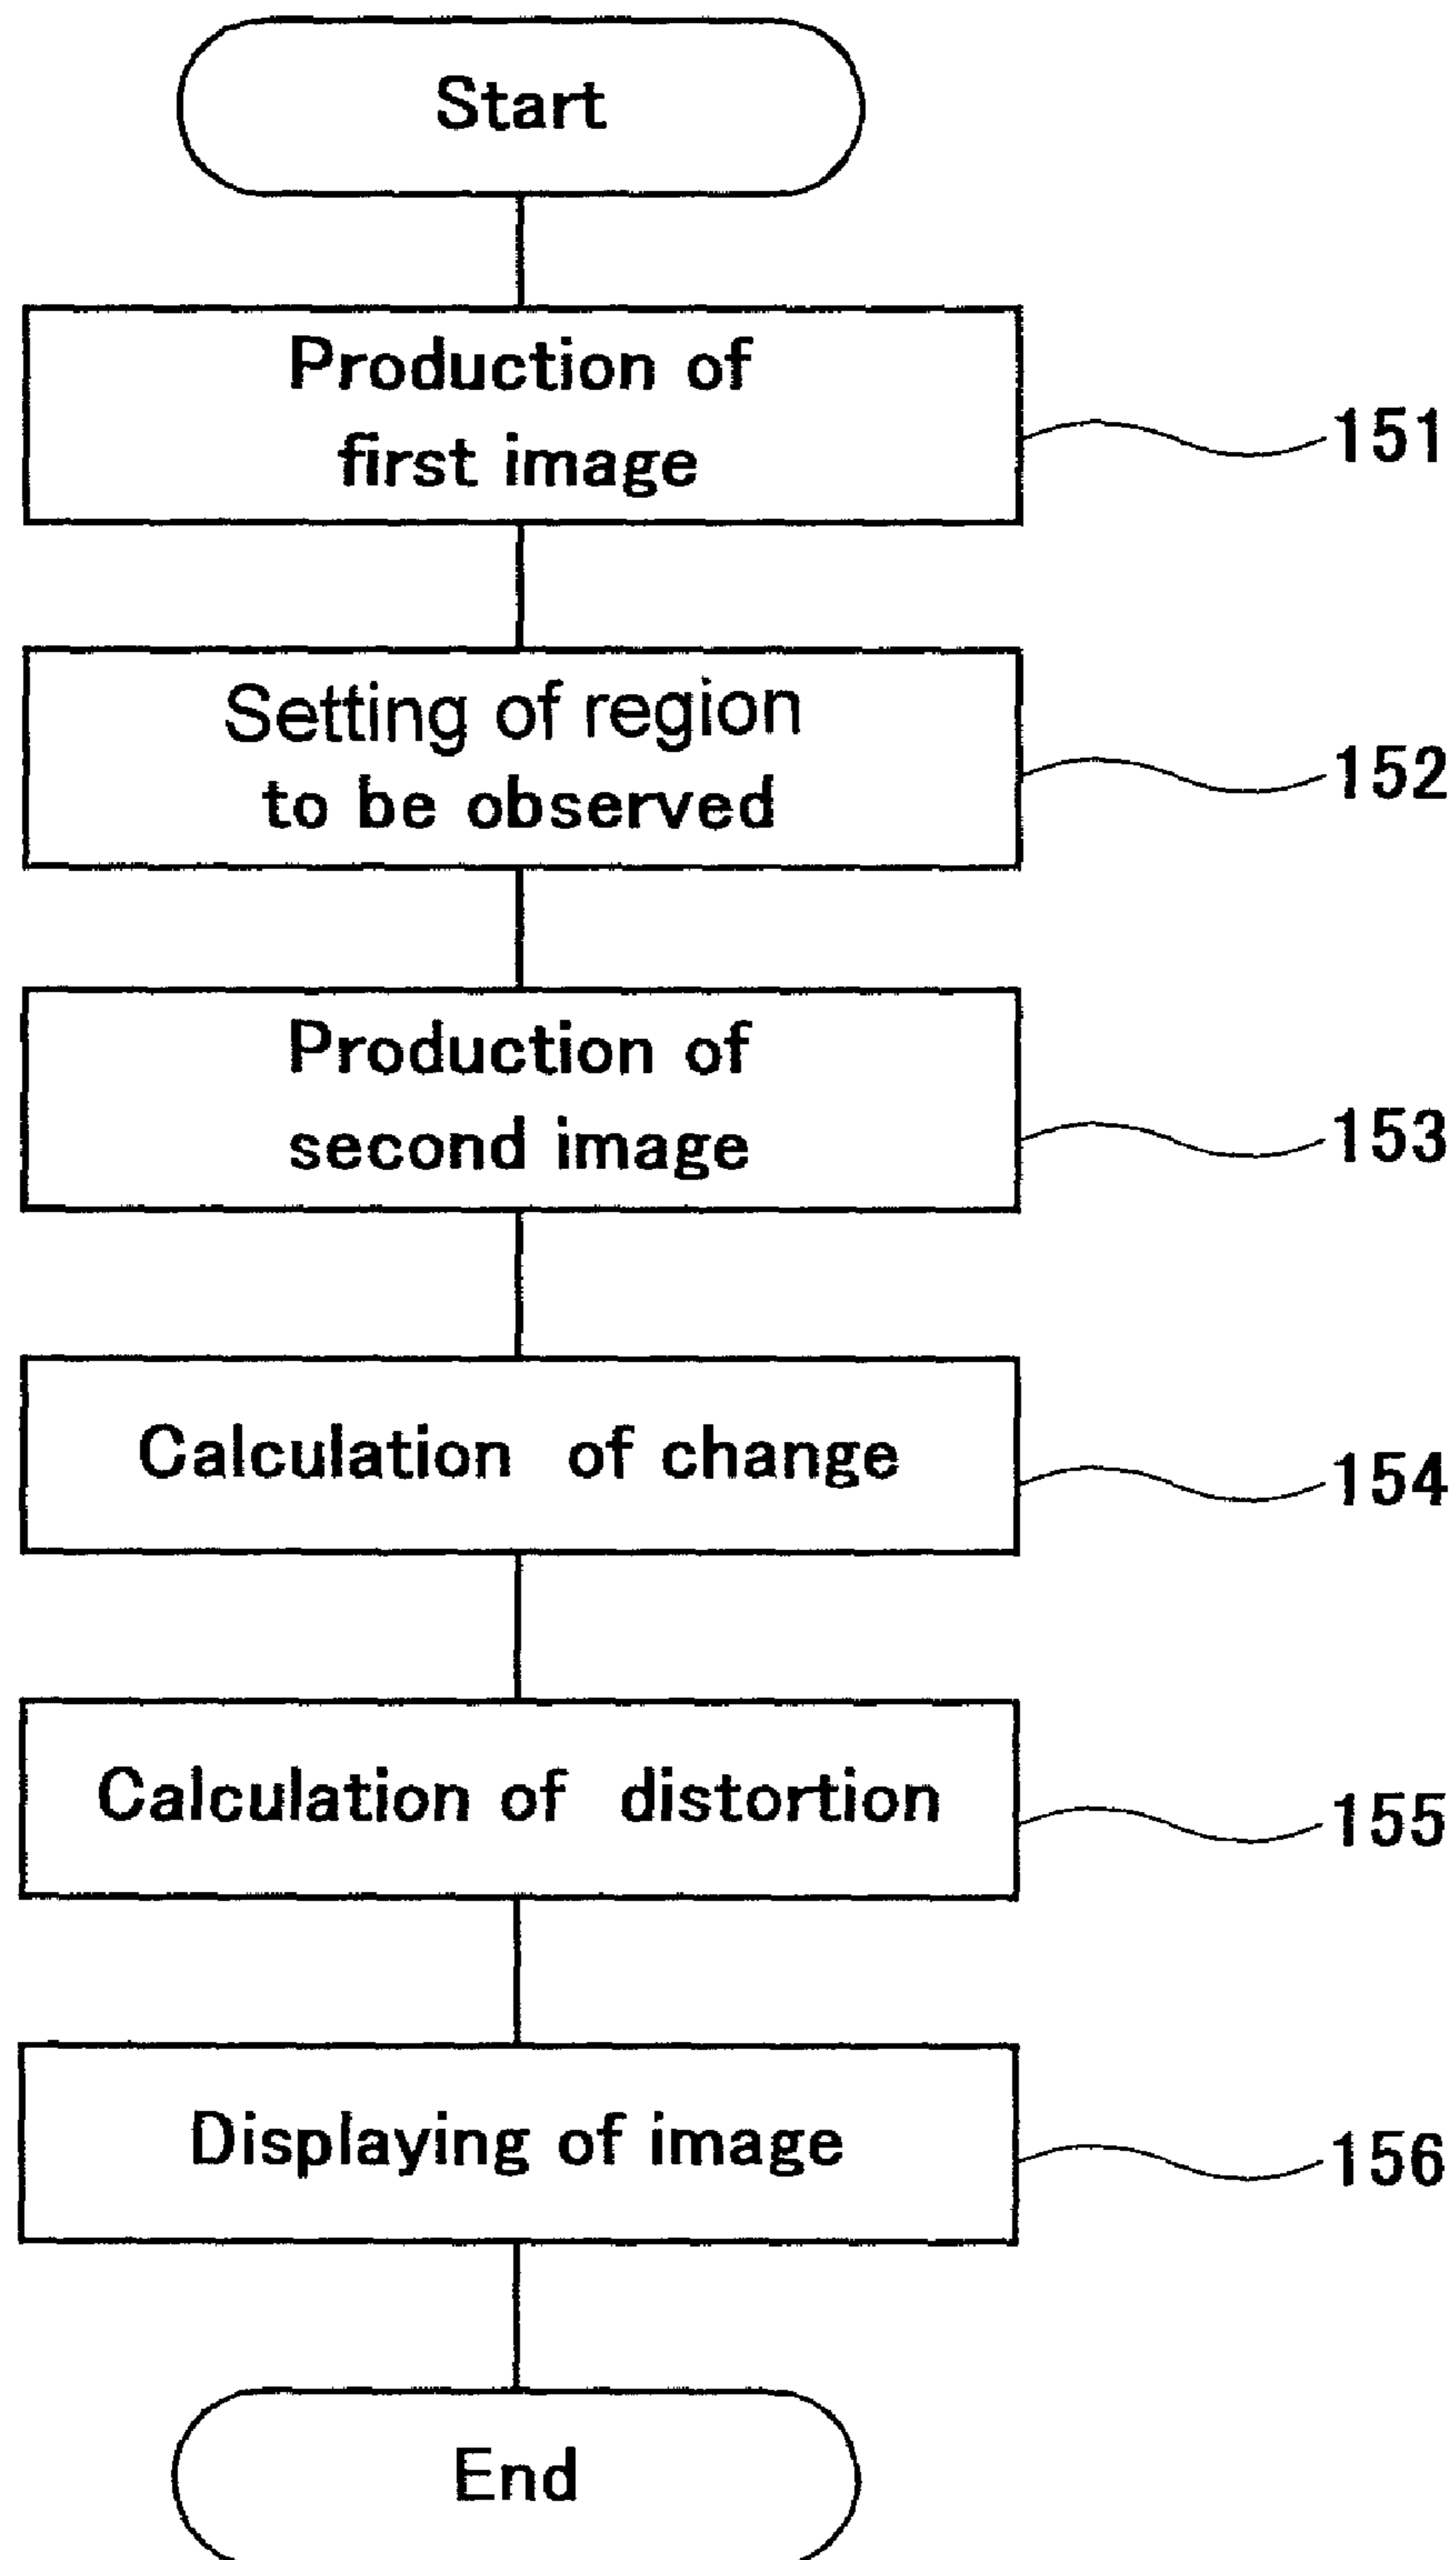 Start
Production of
first image
151
Setting of region
to be observed
152
Production of
second image
153
Calculation of change
154
Calculation of distortion
155
Displaying of image
156
End